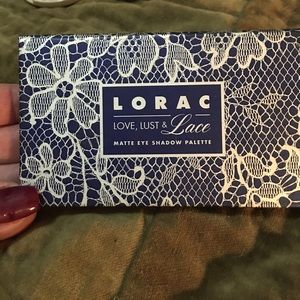 LORAC
LOVE, LUST & Lace
MATTE EYE SHADOW PALETTE